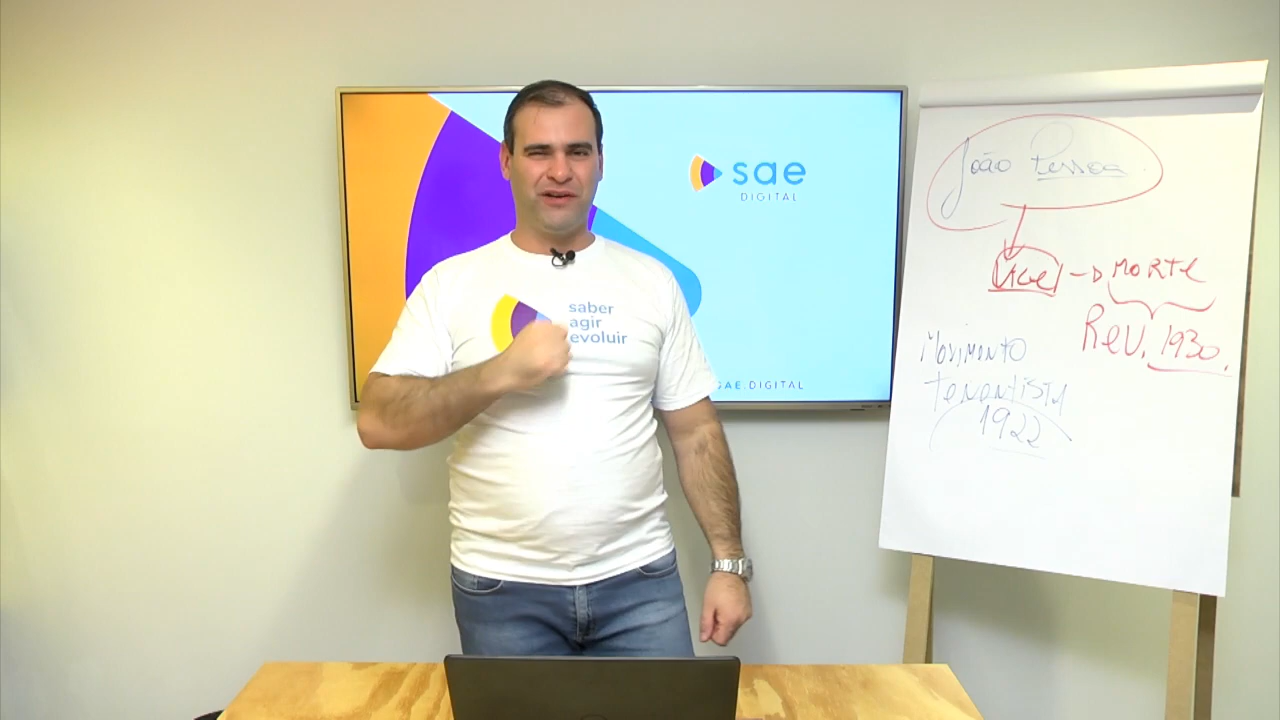 sae
DIGITAL
SAE.DIGITAL
saber
agir
evoluir
João Pessoa
Vice → MORTE
Rev. 1930.
Movimento
tenentista
1922